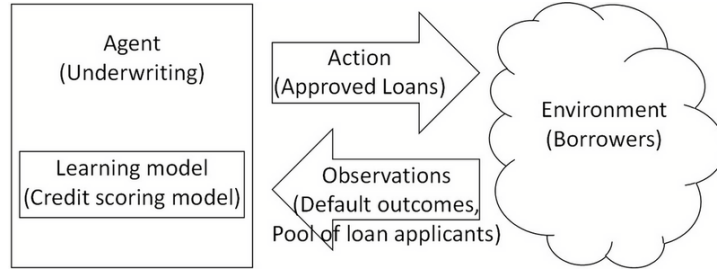 Agent
(Underwriting)
Learning model
(Credit scoring model)
Action
(Approved Loans)
Observations
(Default outcomes,
Pool of loan applicants)
Environment
(Borrowers)